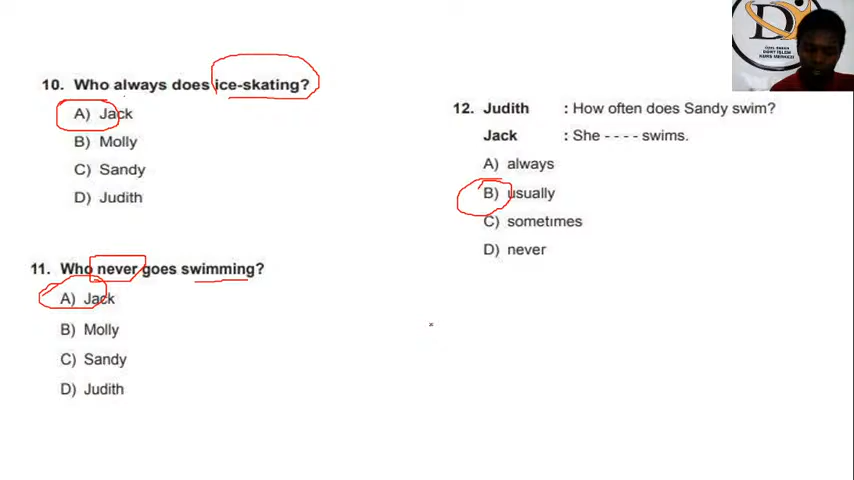 10. Who always does ice-skating?
A) Jack
B) Molly
C) Sandy
D) Judith
11. Who never goes swimming?
A) Jack
B) Molly
C) Sandy
D) Judith
12. Judith : How often does Sandy swim?
Jack : She - - - - swims.
A) always
B) usually
C) sometimes
D) never